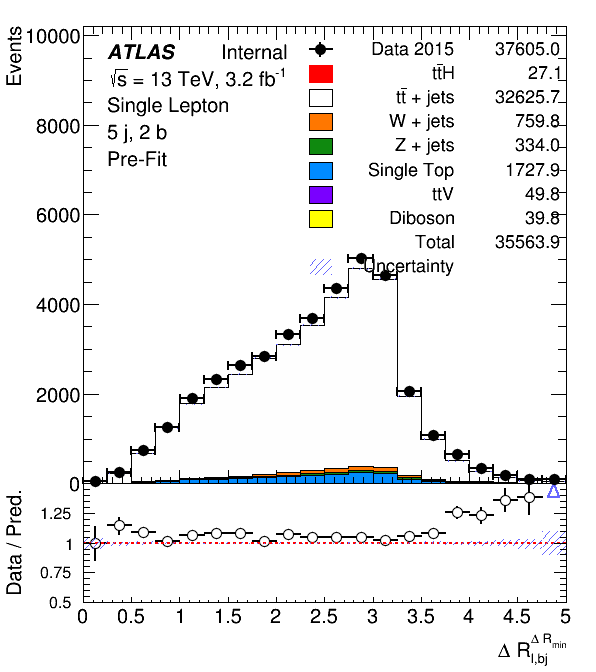 Events
10000
8000
6000
4000
2000
0
ATLAS Internal
√s = 13 TeV, 3.2 fb⁻¹
Single Lepton
5 j, 2 b
Pre-Fit
Data 2015 37605.0
tt̄H 27.1
tt̄ + jets 32625.7
W + jets 759.8
Z + jets 334.0
Single Top 1727.9
ttV 49.8
Diboson 39.8
Total 35563.9
Uncertainty
Data / Pred.
1.25
1
0.75
0.5
0 0.5 1 1.5 2 2.5 3 3.5 4 4.5 5
Δ R_{l,bj}^{Δ R_{min}}